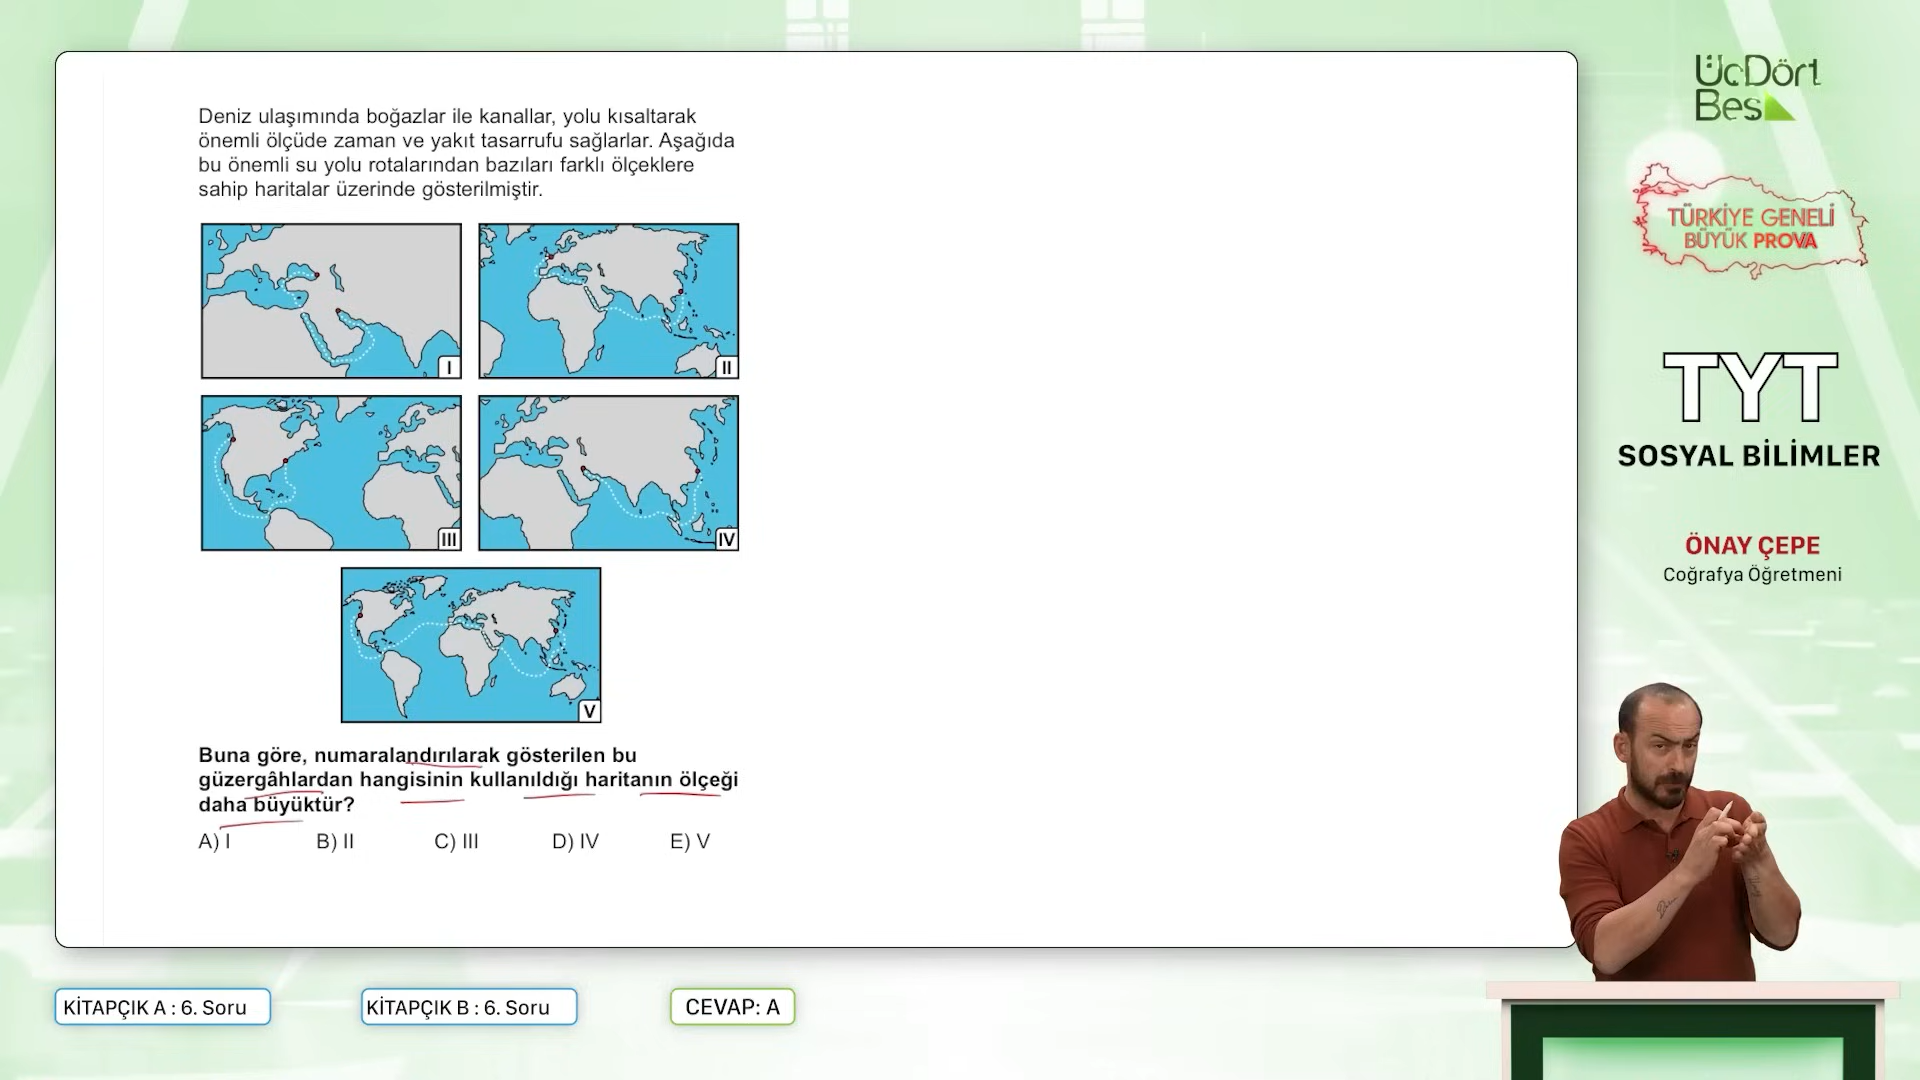 Deniz ulaşımında boğazlar ile kanallar, yolu kısaltarak
önemli ölçüde zaman ve yakıt tasarrufu sağlarlar. Aşağıda
bu önemli su yolu rotalarından bazıları farklı ölçeklere
sahip haritalar üzerinde gösterilmiştir.
I
II
III
IV
V
Buna göre, numaralandırılarak gösterilen bu
güzergâhlardan hangisinin kullanıldığı haritanın ölçeği
daha büyüktür?
A) I B) II C) III D) IV E) V
KİTAPÇIK A : 6. Soru
KİTAPÇIK B : 6. Soru
CEVAP: A
ÜçDört
Beş
TÜRKİYE GENELİ
BÜYÜK PROVA
TYT
SOSYAL BİLİMLER
ÖNAY ÇEPE
Coğrafya Öğretmeni